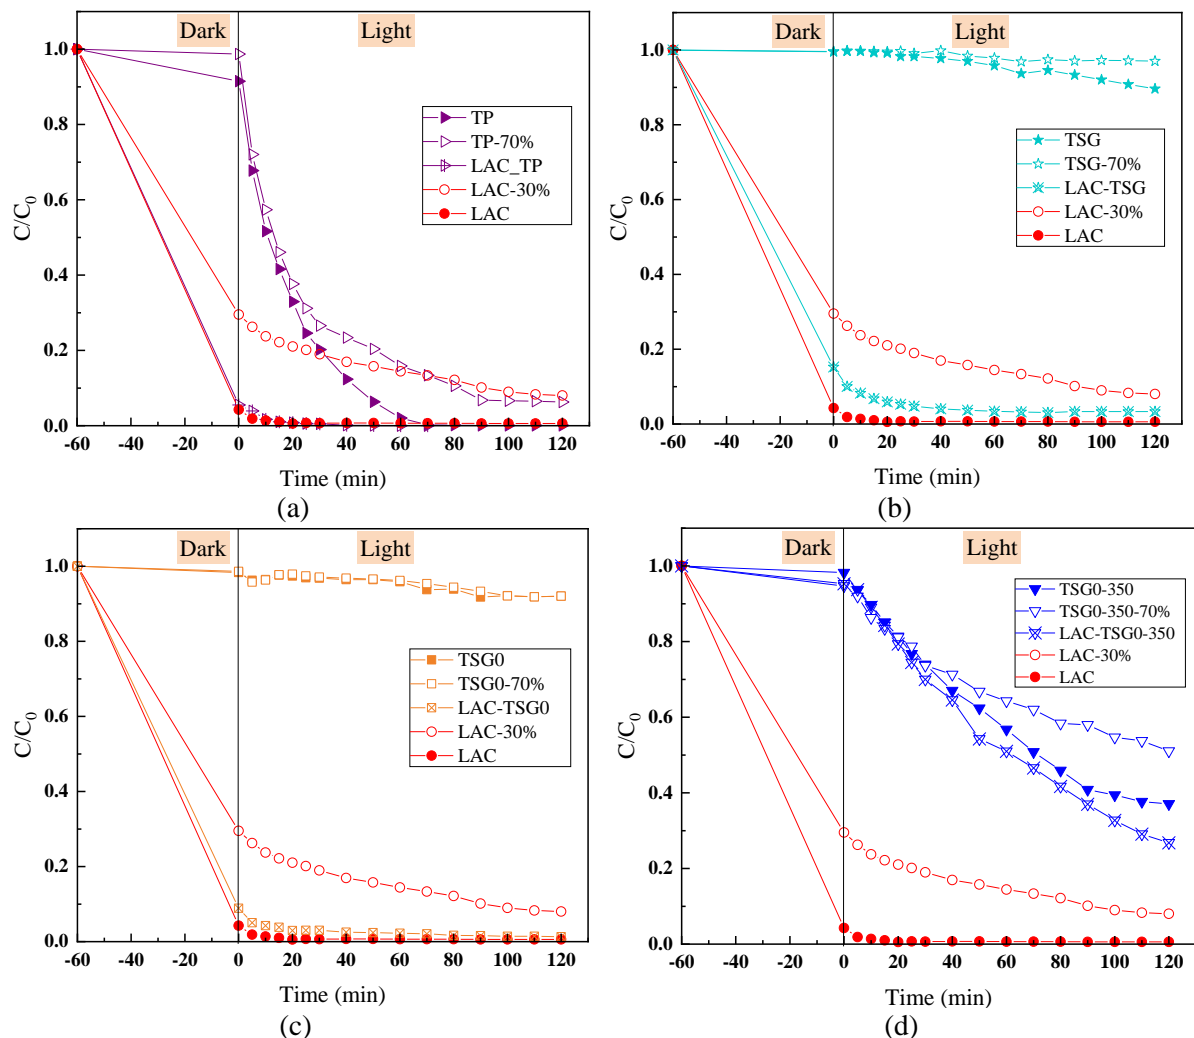 Dark
Light
1.0
0.8
0.6
0.4
0.2
0.0
C/C0
TP
TP-70%
LAC_TP
LAC-30%
LAC
-60 -40 -20 0 20 40 60 80 100 120
Time (min)
(a)
Dark
Light
1.0
0.8
0.6
0.4
0.2
0.0
C/C0
TSG
TSG-70%
LAC-TSG
LAC-30%
LAC
-60 -40 -20 0 20 40 60 80 100 120
Time (min)
(b)
Dark
Light
1.0
0.8
0.6
0.4
0.2
0.0
C/C0
TSG0
TSG0-70%
LAC-TSG0
LAC-30%
LAC
-60 -40 -20 0 20 40 60 80 100 120
Time (min)
(c)
Dark
Light
1.0
0.8
0.6
0.4
0.2
0.0
C/C0
TSG0-350
TSG0-350-70%
LAC-TSG0-350
LAC-30%
LAC
-60 -40 -20 0 20 40 60 80 100 120
Time (min)
(d)